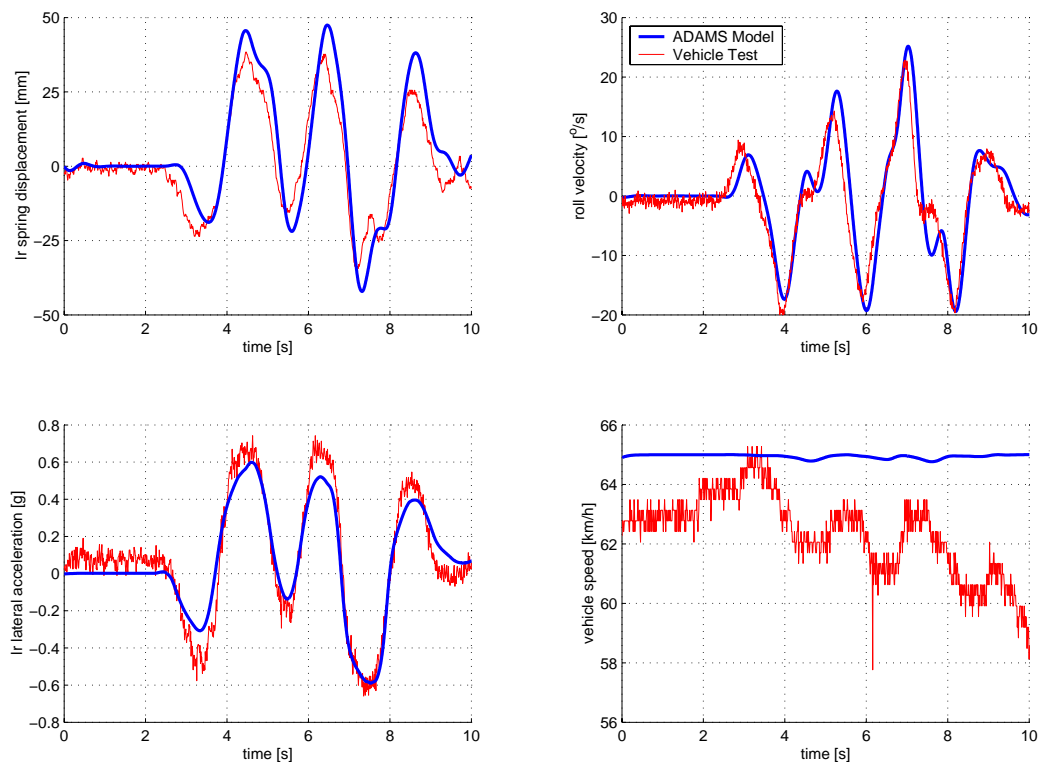 50
25
0
−25
−50
0 2 4 6 8 10
time [s]
lr spring displacement [mm]
30
20
10
0
−10
−20
0 2 4 6 8 10
time [s]
roll velocity [°/s]
ADAMS Model
Vehicle Test
0.8
0.6
0.4
0.2
0
−0.2
−0.4
−0.6
−0.8
0 2 4 6 8 10
time [s]
lr lateral acceleration [g]
66
64
62
60
58
56
0 2 4 6 8 10
time [s]
vehicle speed [km/h]